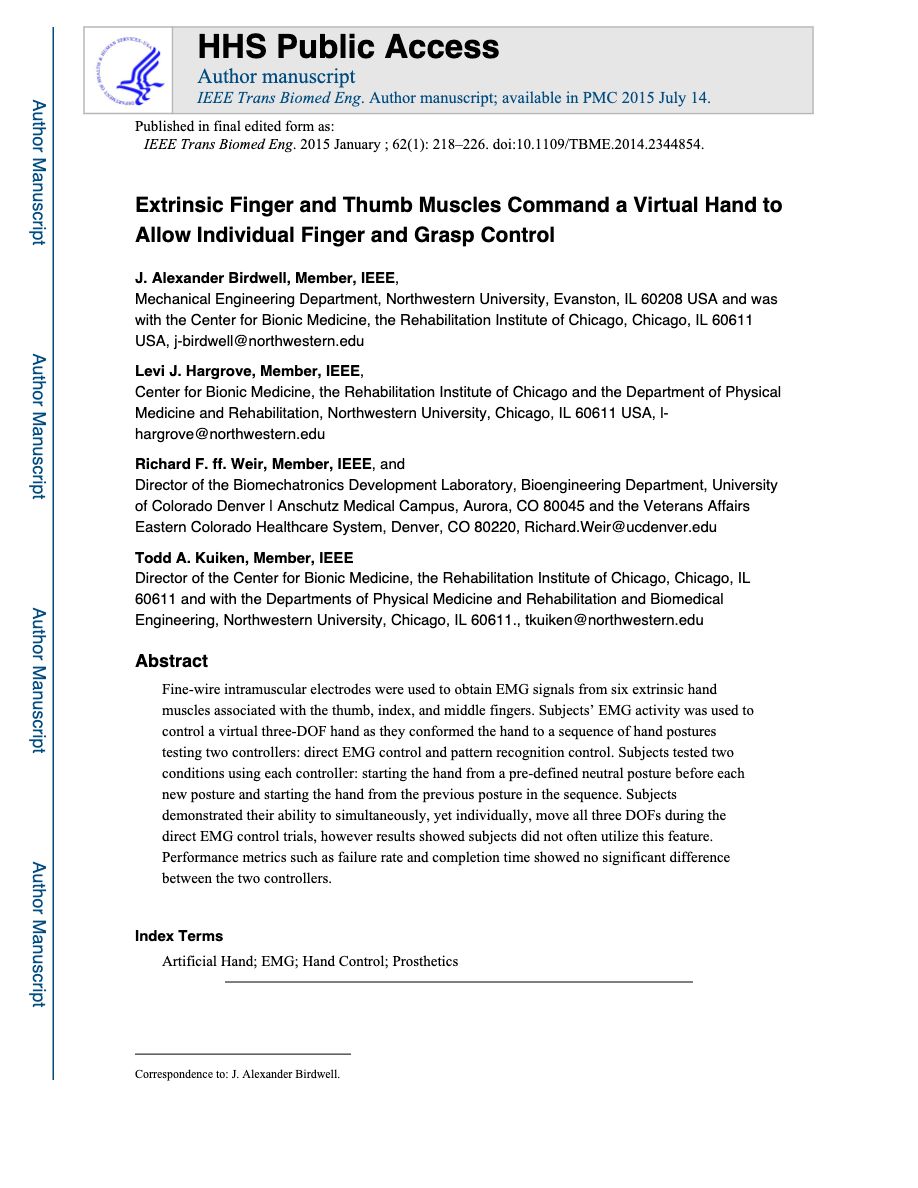 HHS Public Access
Author manuscript
IEEE Trans Biomed Eng. Author manuscript; available in PMC 2015 July 14.
Published in final edited form as:
IEEE Trans Biomed Eng. 2015 January ; 62(1): 218–226. doi:10.1109/TBME.2014.2344854.
Extrinsic Finger and Thumb Muscles Command a Virtual Hand to
Allow Individual Finger and Grasp Control
J. Alexander Birdwell, Member, IEEE,
Mechanical Engineering Department, Northwestern University, Evanston, IL 60208 USA and was
with the Center for Bionic Medicine, the Rehabilitation Institute of Chicago, Chicago, IL 60611
USA, j-birdwell@northwestern.edu
Levi J. Hargrove, Member, IEEE,
Center for Bionic Medicine, the Rehabilitation Institute of Chicago and the Department of Physical
Medicine and Rehabilitation, Northwestern University, Chicago, IL 60611 USA, l-
hargrove@northwestern.edu
Richard F. ff. Weir, Member, IEEE, and
Director of the Biomechatronics Development Laboratory, Bioengineering Department, University
of Colorado Denver I Anschutz Medical Campus, Aurora, CO 80045 and the Veterans Affairs
Eastern Colorado Healthcare System, Denver, CO 80220, Richard.Weir@ucdenver.edu
Todd A. Kuiken, Member, IEEE
Director of the Center for Bionic Medicine, the Rehabilitation Institute of Chicago, Chicago, IL
60611 and with the Departments of Physical Medicine and Rehabilitation and Biomedical
Engineering, Northwestern University, Chicago, IL 60611., tkuiken@northwestern.edu
Abstract
Fine-wire intramuscular electrodes were used to obtain EMG signals from six extrinsic hand
muscles associated with the thumb, index, and middle fingers. Subjects' EMG activity was used to
control a virtual three-DOF hand as they conformed the hand to a sequence of hand postures
testing two controllers: direct EMG control and pattern recognition control. Subjects tested two
conditions using each controller: starting the hand from a pre-defined neutral posture before each
new posture and starting the hand from the previous posture in the sequence. Subjects
demonstrated their ability to simultaneously, yet individually, move all three DOFs during the
direct EMG control trials, however results showed subjects did not often utilize this feature.
Performance metrics such as failure rate and completion time showed no significant difference
between the two controllers.
Index Terms
Artificial Hand; EMG; Hand Control; Prosthetics
Correspondence to: J. Alexander Birdwell.
Author Manuscript
Author Manuscript
Author Manuscript
Author Manuscript